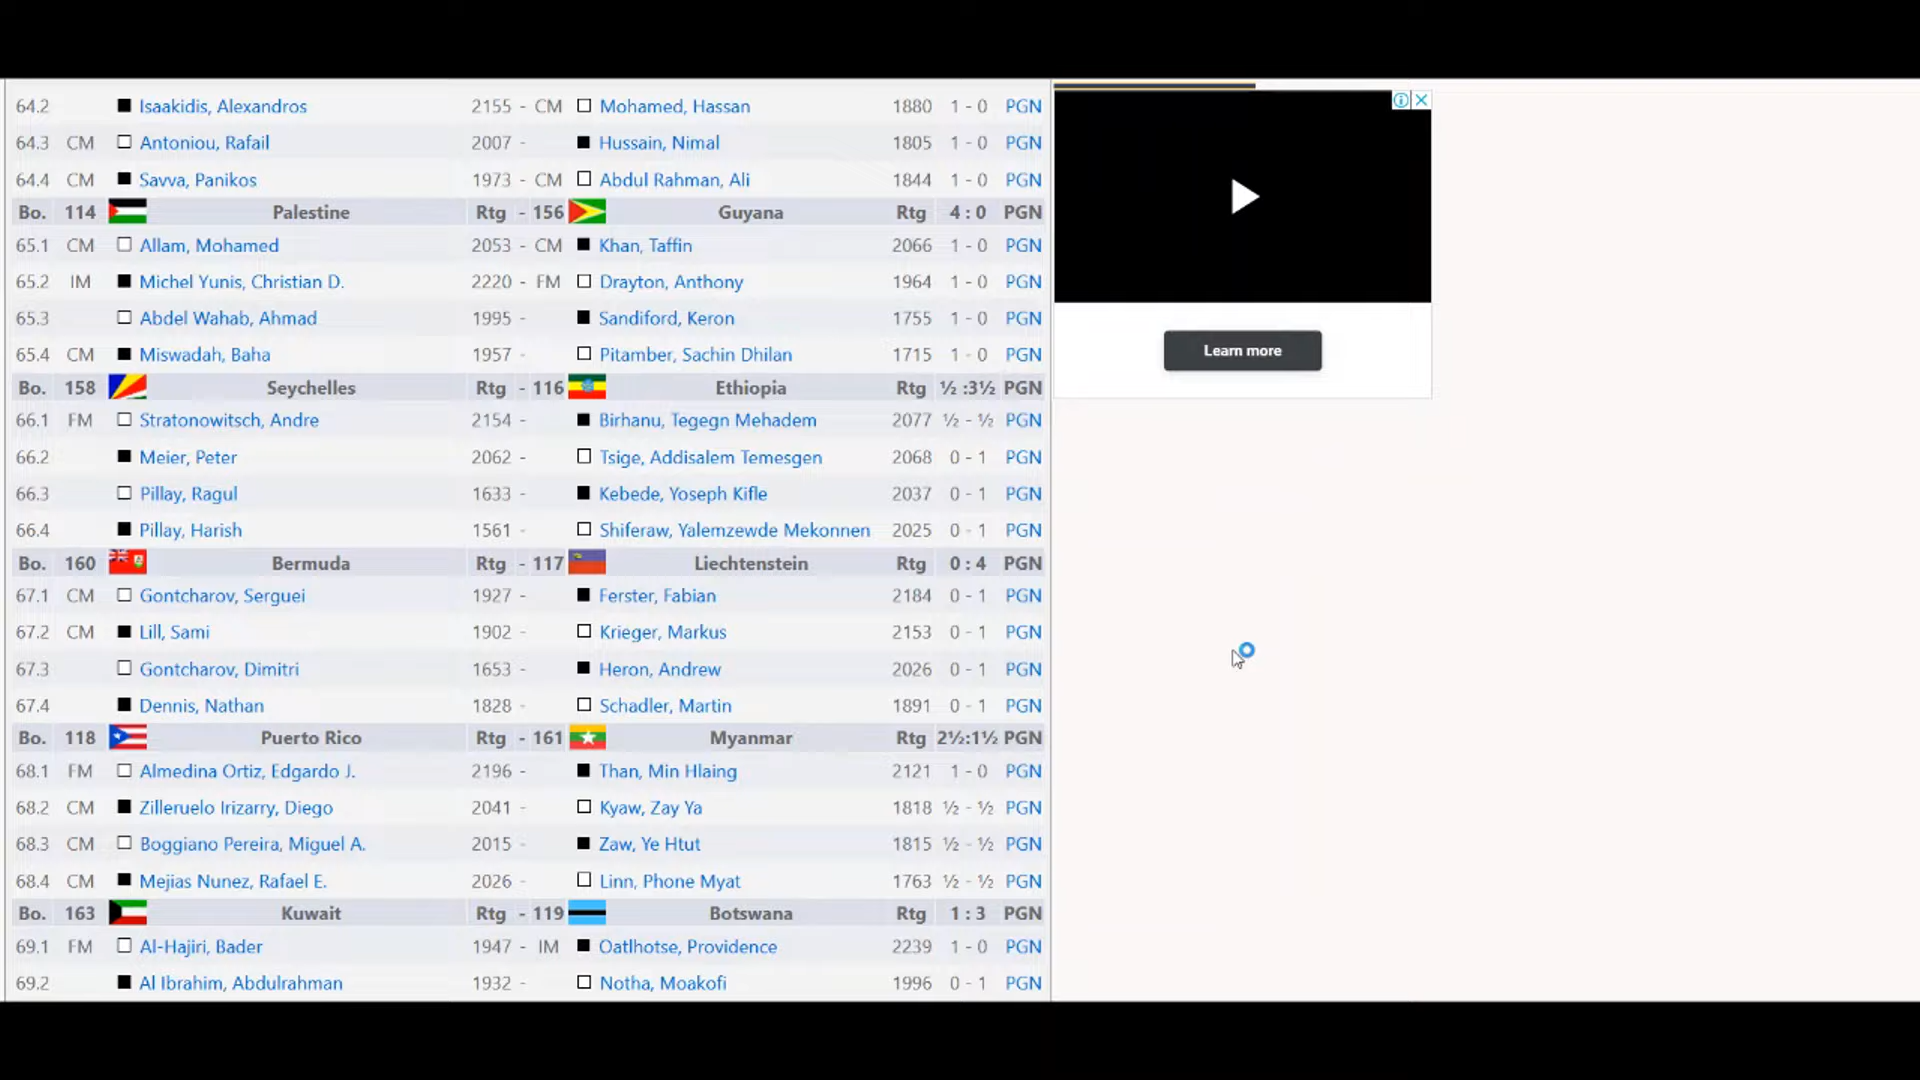 64.2 Isaakidis, Alexandros 2155 - CM Mohamed, Hassan 1880 1 - 0 PGN
64.3 CM Antoniou, Rafail 2007 - Hussain, Nimal 1805 1 - 0 PGN
64.4 CM Savva, Panikos 1973 - CM Abdul Rahman, Ali 1844 1 - 0 PGN
Bo. 114 Palestine Rtg - 156 Guyana Rtg 4 : 0 PGN
65.1 CM Allam, Mohamed 2053 - CM Khan, Taffin 2066 1 - 0 PGN
65.2 IM Michel Yunis, Christian D. 2220 - FM Drayton, Anthony 1964 1 - 0 PGN
65.3 Abdel Wahab, Ahmad 1995 - Sandiford, Keron 1755 1 - 0 PGN
65.4 CM Miswadah, Baha 1957 - Pitamber, Sachin Dhilan 1715 1 - 0 PGN
Bo. 158 Seychelles Rtg - 116 Ethiopia Rtg ½ :3½ PGN
66.1 FM Stratonowitsch, Andre 2154 - Birhanu, Tegegn Mehadem 2077 ½ - ½ PGN
66.2 Meier, Peter 2062 - Tsige, Addisalem Temesgen 2068 0 - 1 PGN
66.3 Pillay, Ragul 1633 - Kebede, Yoseph Kifle 2037 0 - 1 PGN
66.4 Pillay, Harish 1561 - Shiferaw, Yalemzewde Mekonnen 2025 0 - 1 PGN
Bo. 160 Bermuda Rtg - 117 Liechtenstein Rtg 0 : 4 PGN
67.1 CM Gontcharov, Serguei 1927 - Ferster, Fabian 2184 0 - 1 PGN
67.2 CM Lill, Sami 1902 - Krieger, Markus 2153 0 - 1 PGN
67.3 Gontcharov, Dimitri 1653 - Heron, Andrew 2026 0 - 1 PGN
67.4 Dennis, Nathan 1828 - Schadler, Martin 1891 0 - 1 PGN
Bo. 118 Puerto Rico Rtg - 161 Myanmar Rtg 2½:1½ PGN
68.1 FM Almedina Ortiz, Edgardo J. 2196 - Than, Min Hlaing 2121 1 - 0 PGN
68.2 CM Zilleruelo Irizarry, Diego 2041 - Kyaw, Zay Ya 1818 ½ - ½ PGN
68.3 CM Boggiano Pereira, Miguel A. 2015 - Zaw, Ye Htut 1815 ½ - ½ PGN
68.4 CM Mejias Nunez, Rafael E. 2026 - Linn, Phone Myat 1763 ½ - ½ PGN
Bo. 163 Kuwait Rtg - 119 Botswana Rtg 1 : 3 PGN
69.1 FM Al-Hajiri, Bader 1947 - IM Oatlhotse, Providence 2239 1 - 0 PGN
69.2 Al Ibrahim, Abdulrahman 1932 - Notha, Moakofi 1996 0 - 1 PGN
Learn more